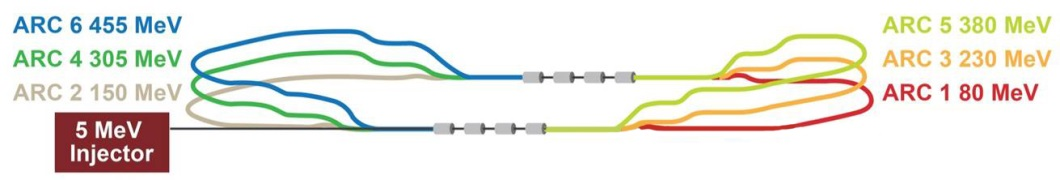 ARC 6 455 MeV
ARC 4 305 MeV
ARC 2 150 MeV
5 MeV
Injector
ARC 5 380 MeV
ARC 3 230 MeV
ARC 1 80 MeV